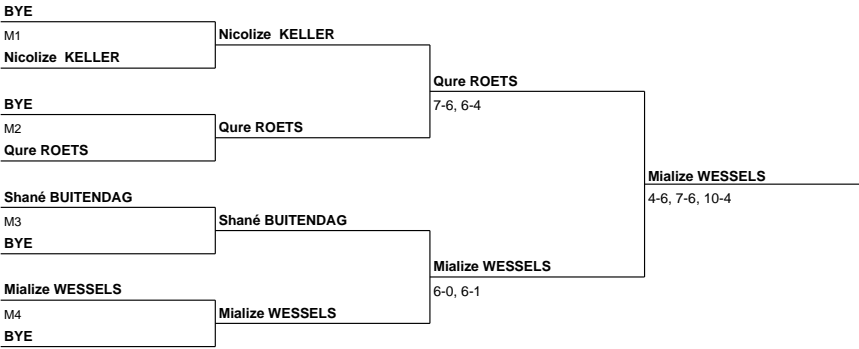 BYE
M1
Nicolize KELLER
BYE
M2
Qure ROETS
Shané BUITENDAG
M3
BYE
Mialize WESSELS
M4
BYE
Nicolize KELLER
Qure ROETS
Shané BUITENDAG
Mialize WESSELS
Qure ROETS
7-6, 6-4
Mialize WESSELS
6-0, 6-1
Mialize WESSELS
4-6, 7-6, 10-4